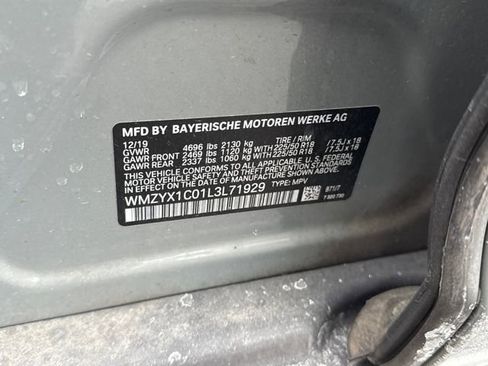 MFD BY BAYERISCHE MOTOREN WERKE AG
12/19 TIRE / RIM
GVWR 4696 lbs 2130 kg
GAWR FRONT 2469 lbs 1120 kg WITH 225/50 R18 /7.5J x 18
GAWR REAR 2337 lbs 1060 kg WITH 225/50 R18 /7.5J x 18
THIS VEHICLE CONFORMS TO ALL APPLICABLE U.S. FEDERAL
MOTOR VEHICLE SAFETY, BUMPER, AND THEFT PREVENTION
STANDARDS IN EFFECT ON THE DATE OF MANUFACTURE SHOWN ABOVE.
WMZYX1C01L3L71929 TYPE: MPV
B71/7